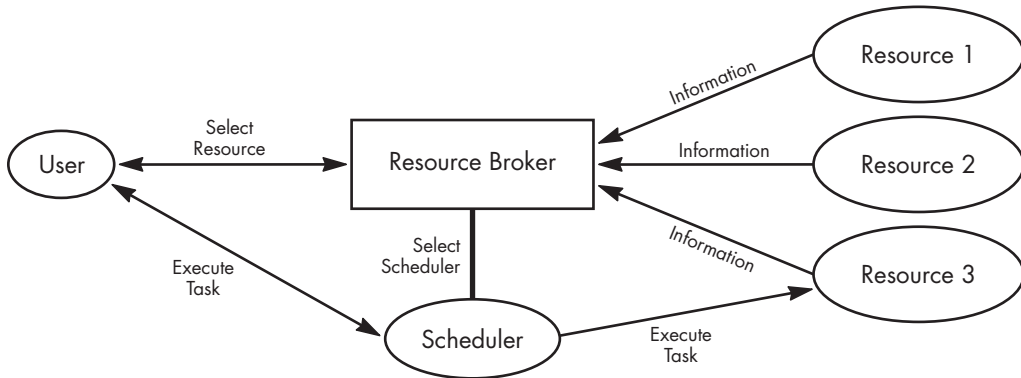 Resource 1
Information
Select
Resource
User
Resource Broker
Information
Resource 2
Select
Scheduler
Information
Resource 3
Execute
Task
Scheduler
Execute
Task